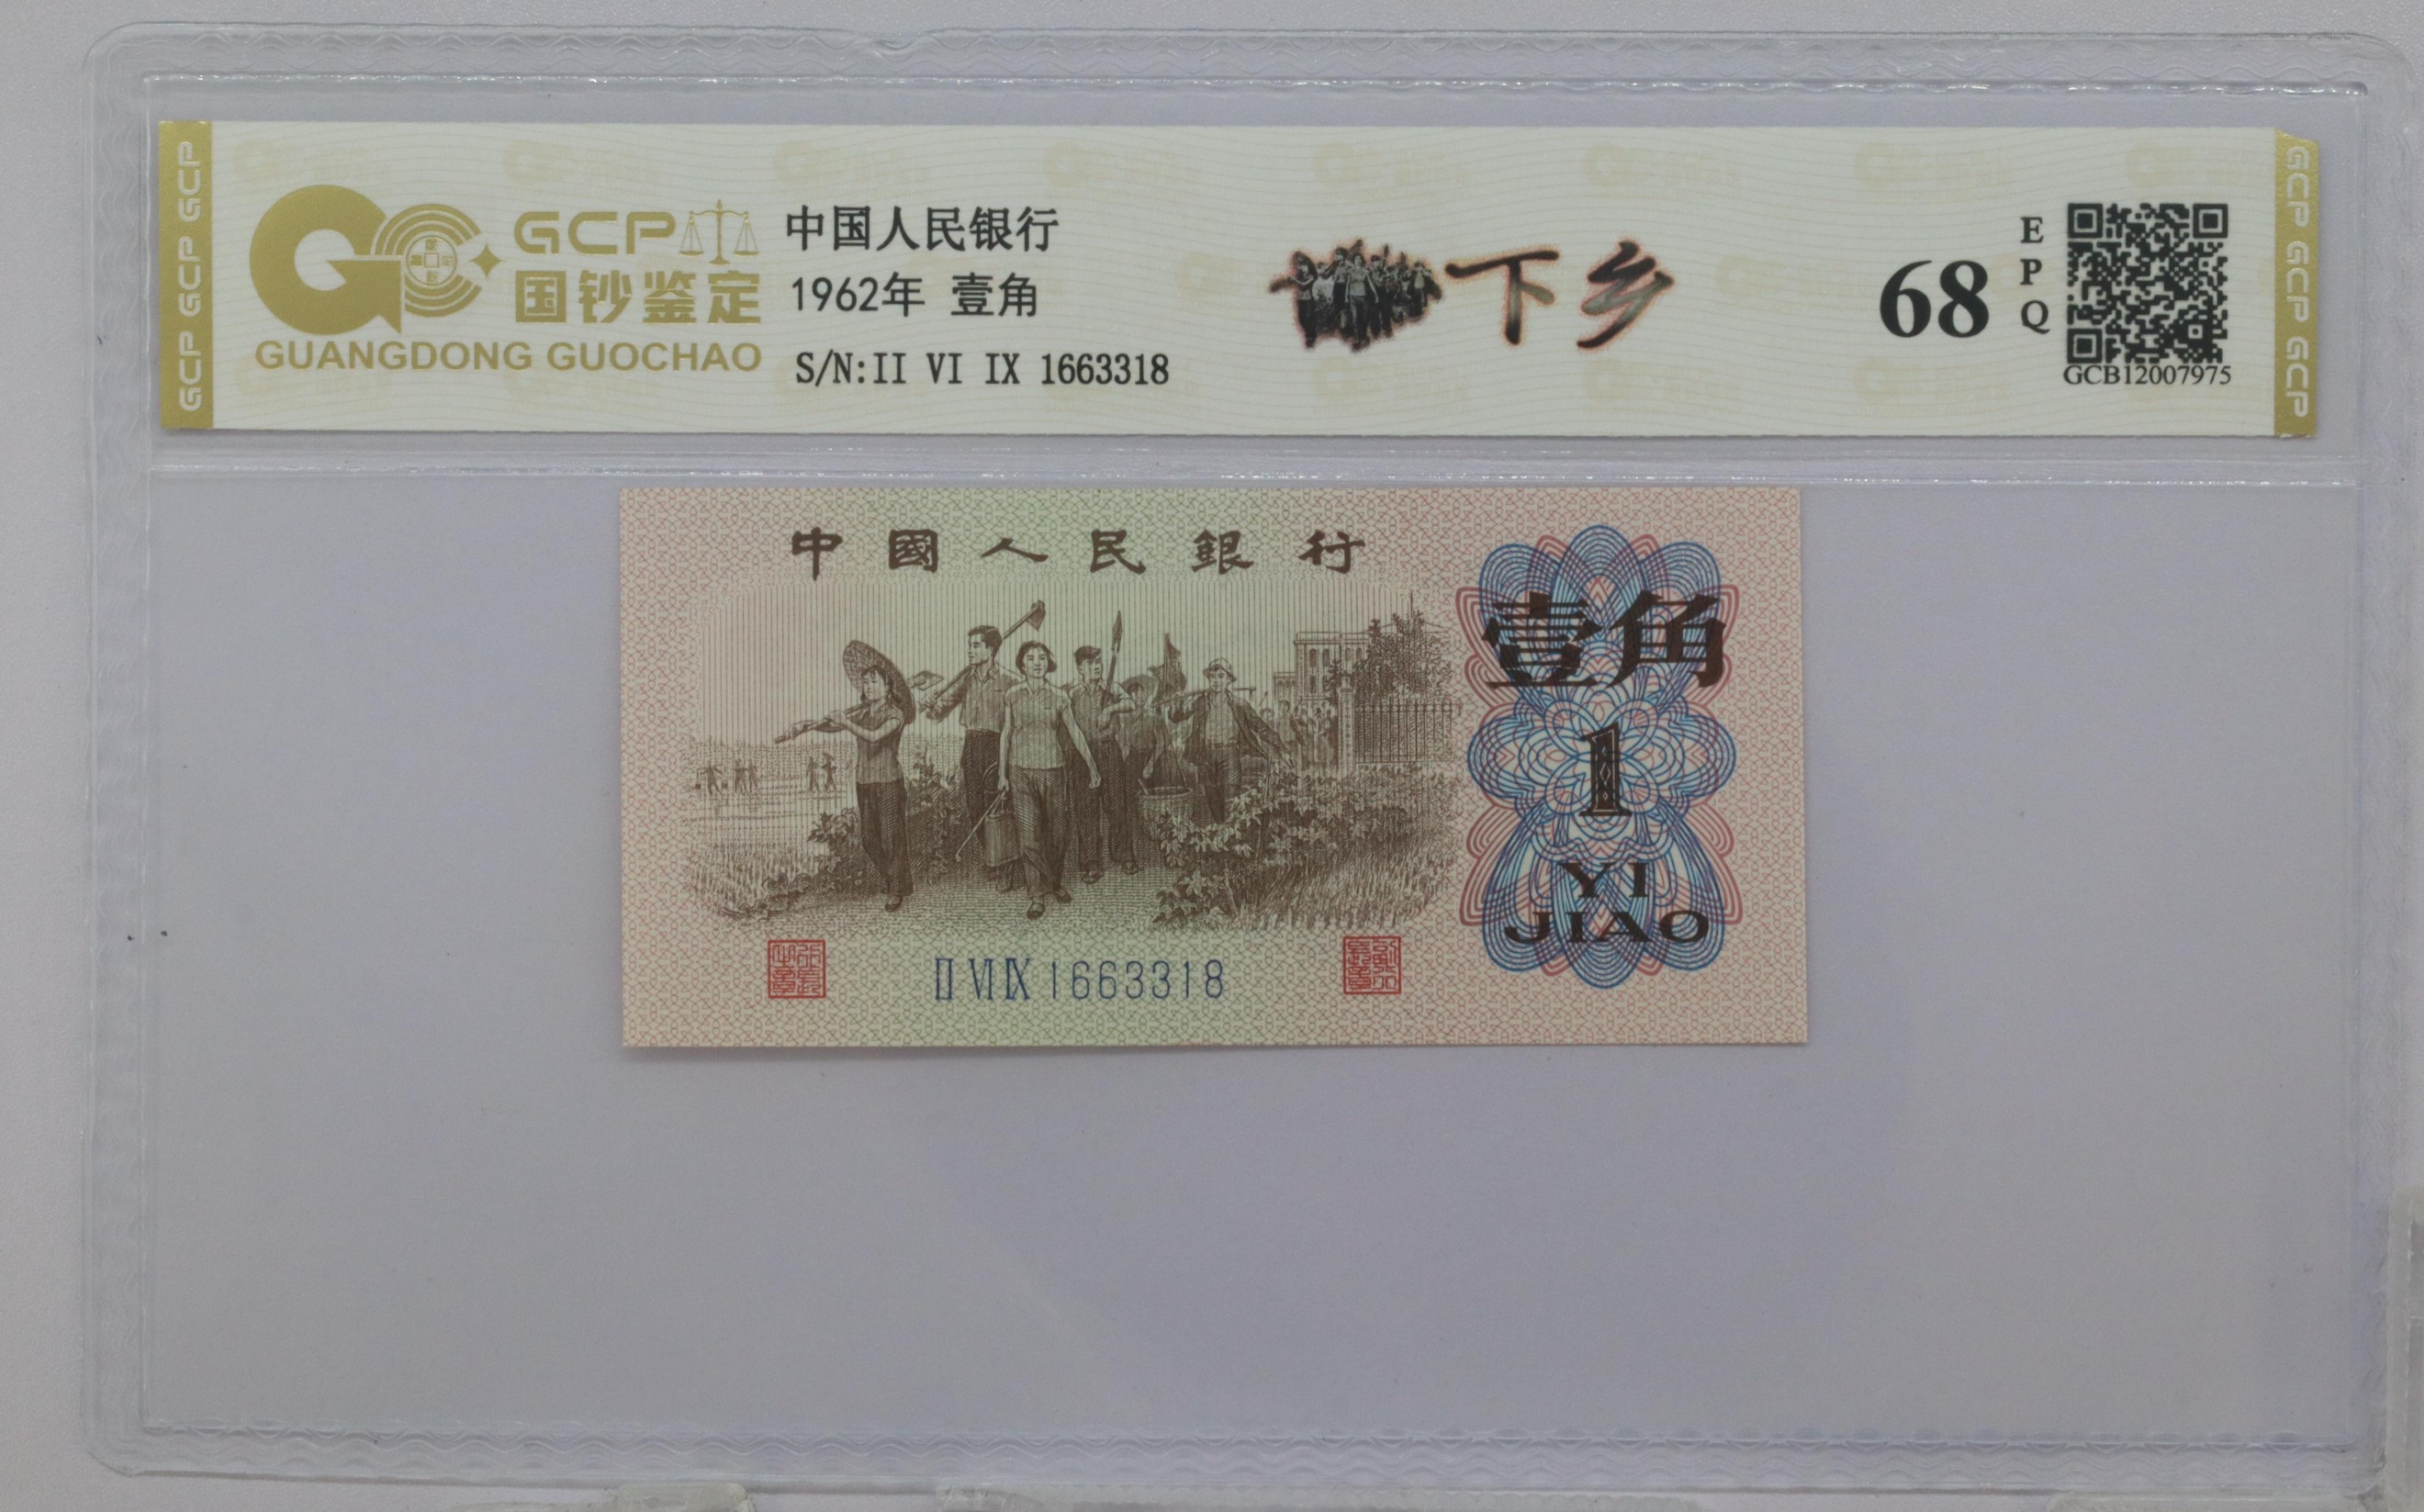 GCP GCP GCP
GCP
国钞鉴定
GUANGDONG GUOCHAO
中国人民银行
1962年 壹角
S/N:II VI IX 1663318
下乡
68
E
P
Q
GCB12007975
GCP GCP GCP
中國人民銀行
壹角
1
YI
JIAO
II VI IX 1663318